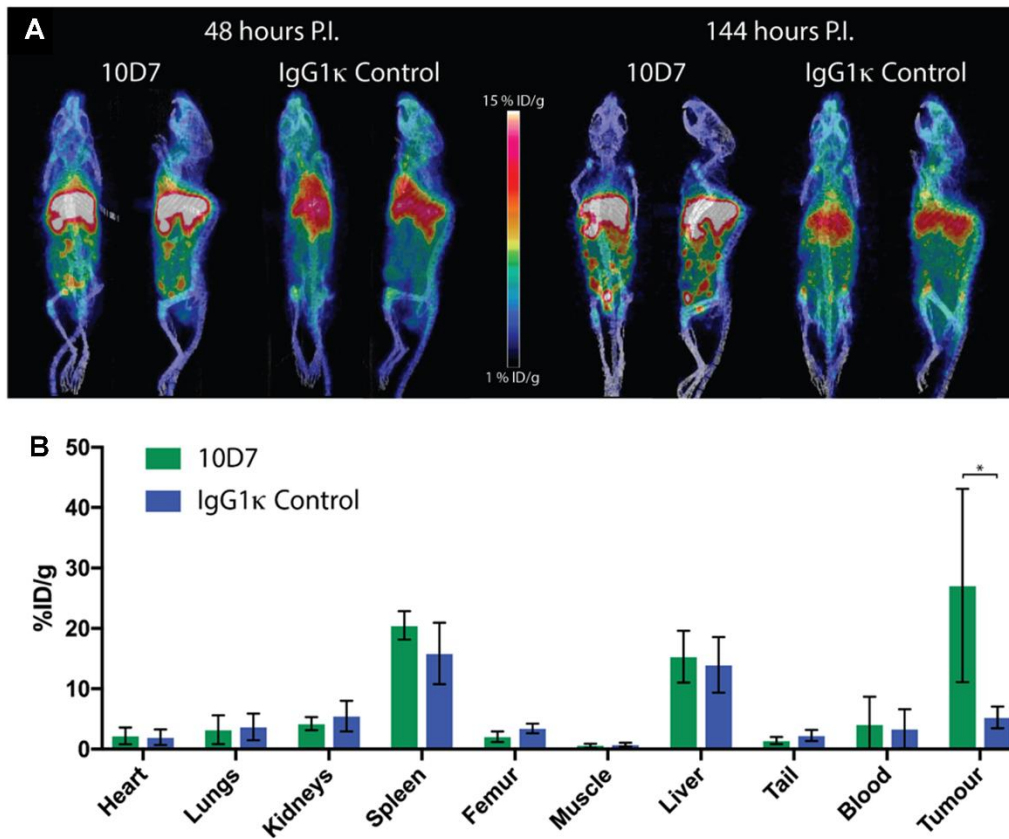 A
48 hours P.I.
144 hours P.I.
10D7
IgG1κ Control
10D7
IgG1κ Control
15 % ID/g
1 % ID/g
B
50
40
30
20
10
0
%ID/g
10D7
IgG1κ Control
*
Heart
Lungs
Kidneys
Spleen
Femur
Muscle
Liver
Tail
Blood
Tumour